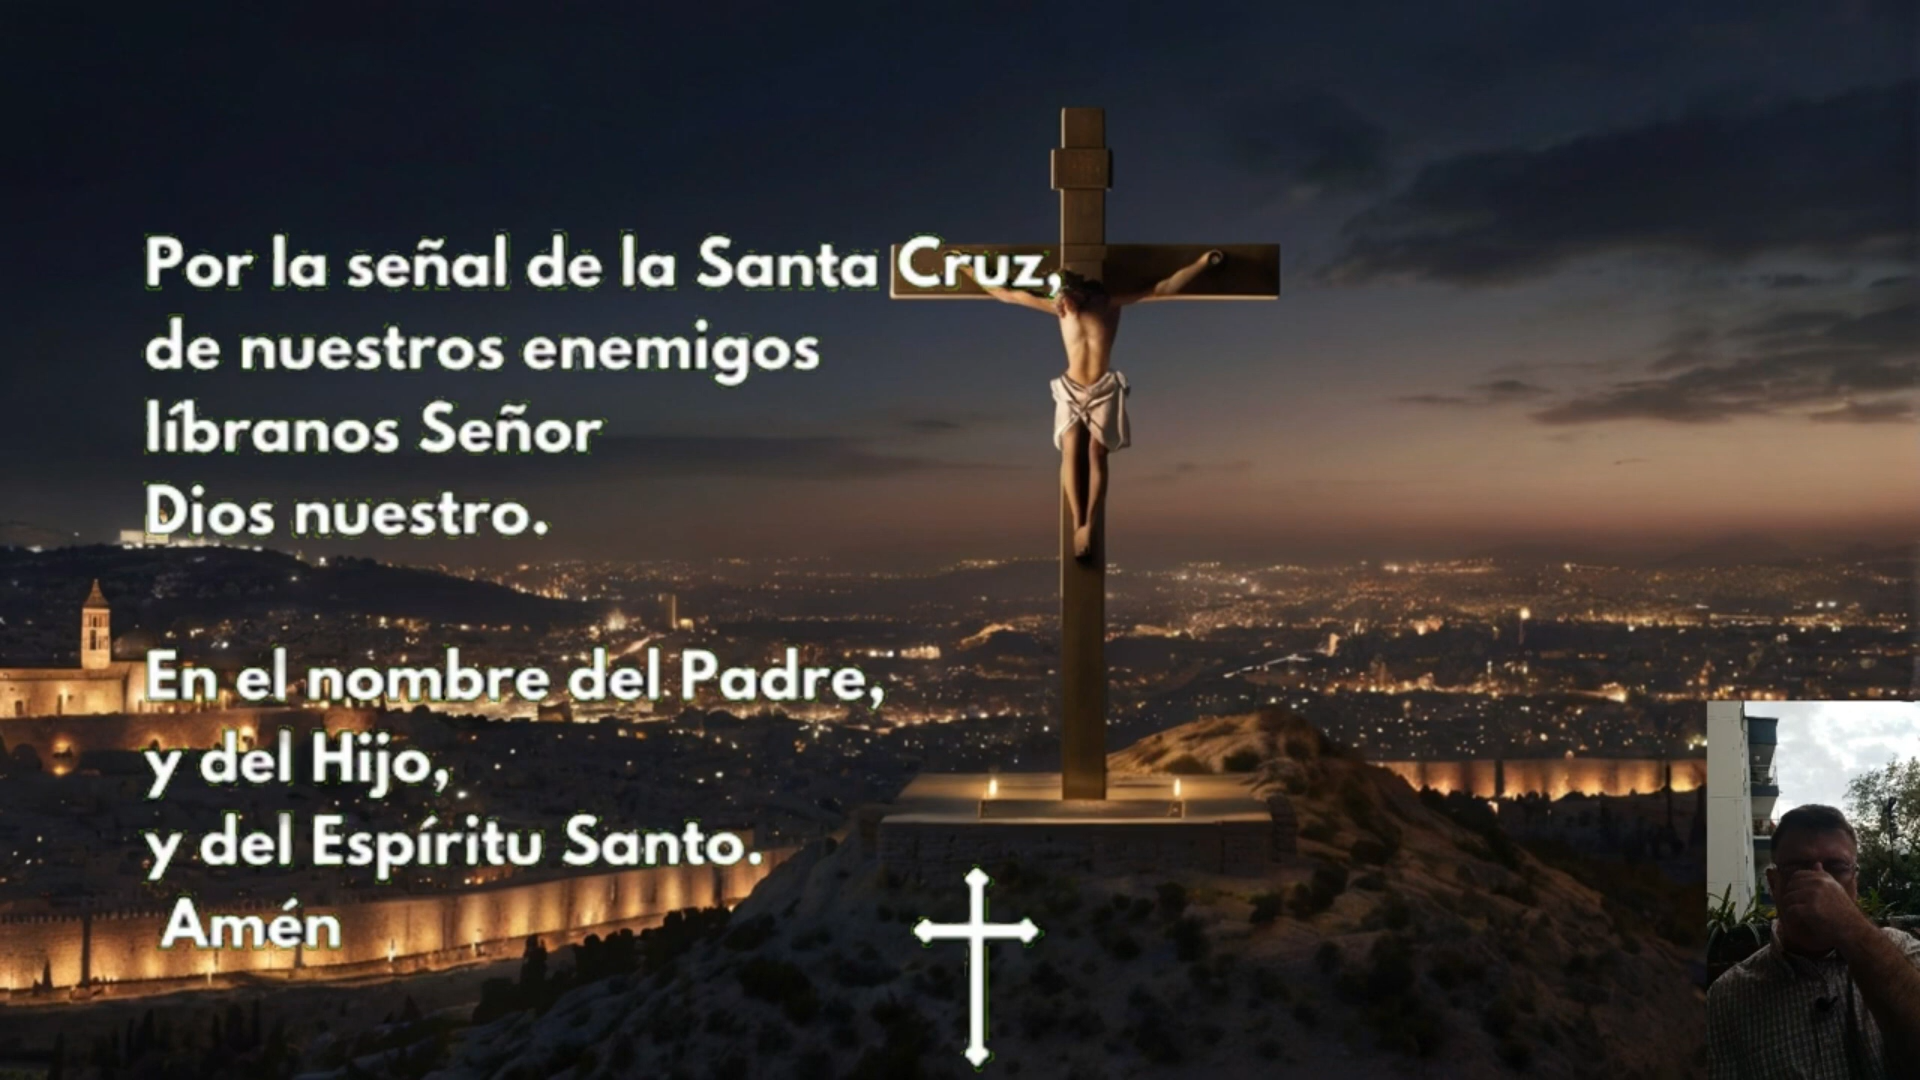 Por la señal de la Santa Cruz,
de nuestros enemigos
líbranos Señor
Dios nuestro.
En el nombre del Padre,
y del Hijo,
y del Espíritu Santo.
Amén